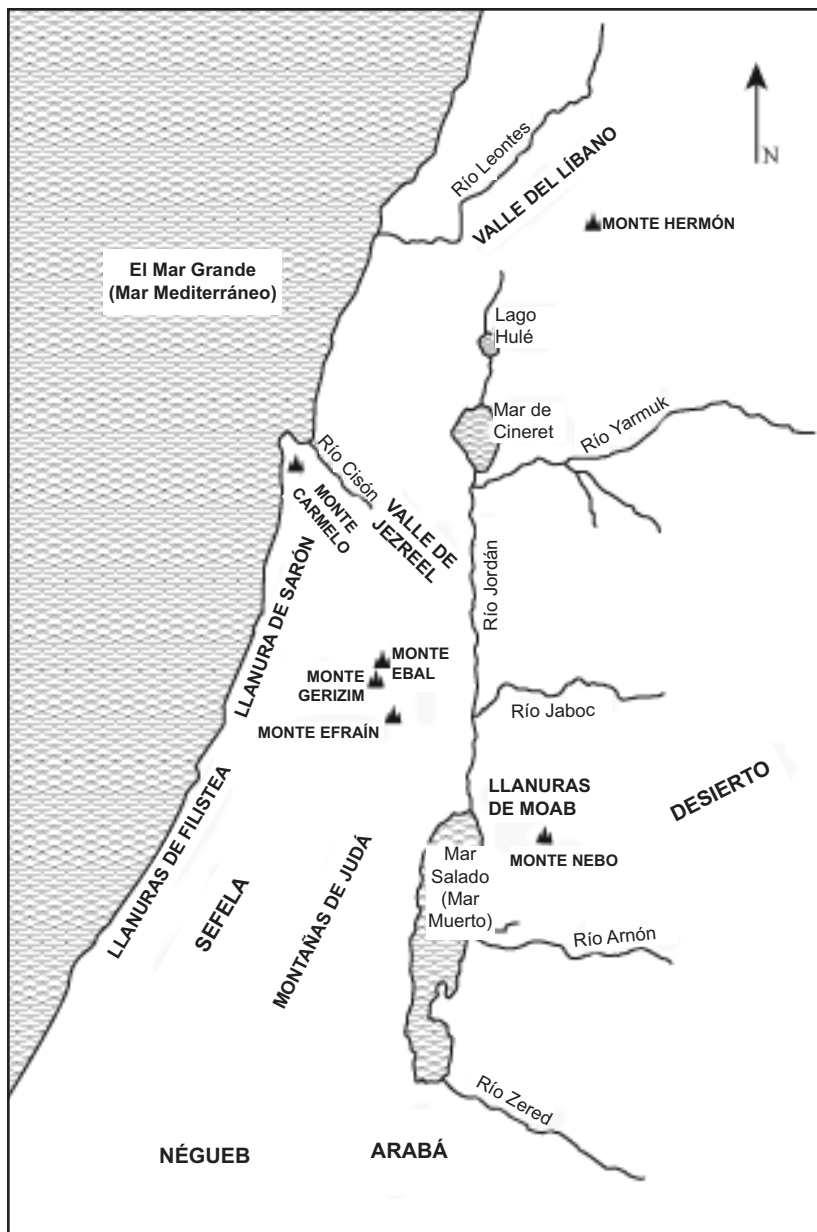 Río Leontes
VALLE DEL LÍBANO
N
MONTE HERMÓN
El Mar Grande
(Mar Mediterráneo)
Lago
Hulé
Mar de
Cineret
Río Yarmuk
Río Cisón
MONTE
CARMELO
VALLE DE
JEZREEL
Río Jordán
LLANURA DE SARÓN
MONTE
EBAL
MONTE
GERIZIM
MONTE EFRAÍN
Río Jaboc
LLANURAS
DE MOAB
DESIERTO
MONTE NEBO
LLANURAS DE FILISTEA
SEFELA
MONTAÑAS DE JUDÁ
Mar
Salado
(Mar
Muerto)
Río Arnón
Río Zered
NÉGUEB
ARABÁ